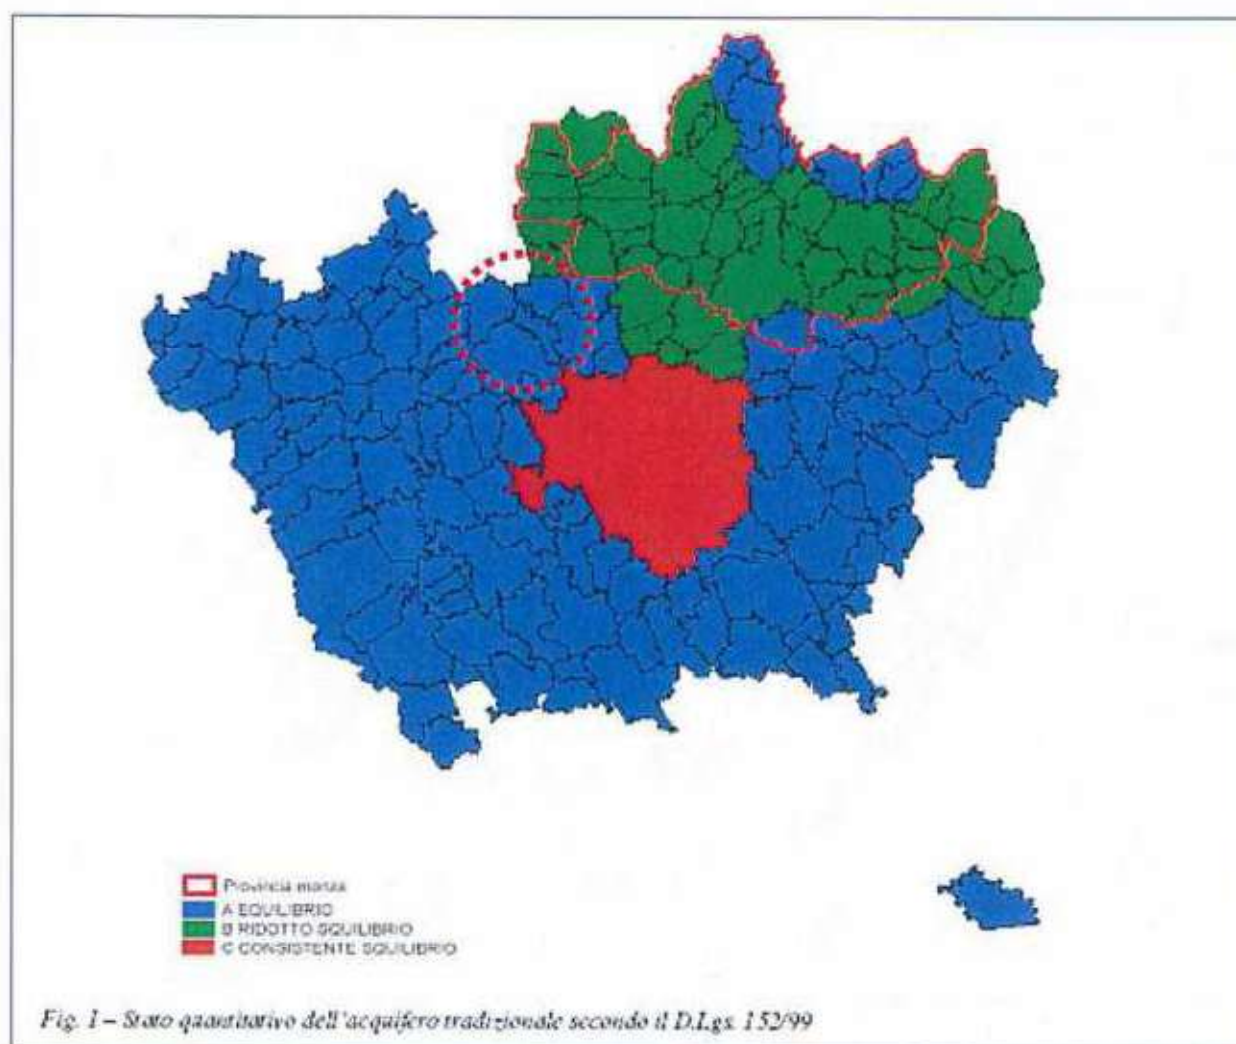 Provincia monza
A EQUILIBRIO
B RIDOTTO SQUILIBRIO
C CONSISTENTE SQUILIBRIO
Fig. 1 – Stato quantitativo dell'acquifero tradizionale secondo il D.Lgs. 152/99